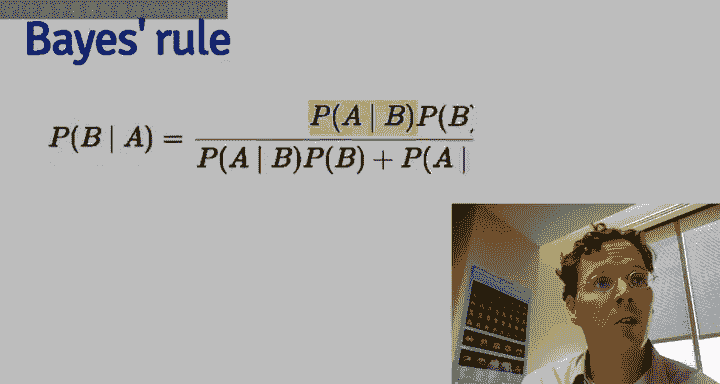 Bayes' rule
P(A | B)P(B)
P(B | A) =
P(A | B)P(B) + P(A |